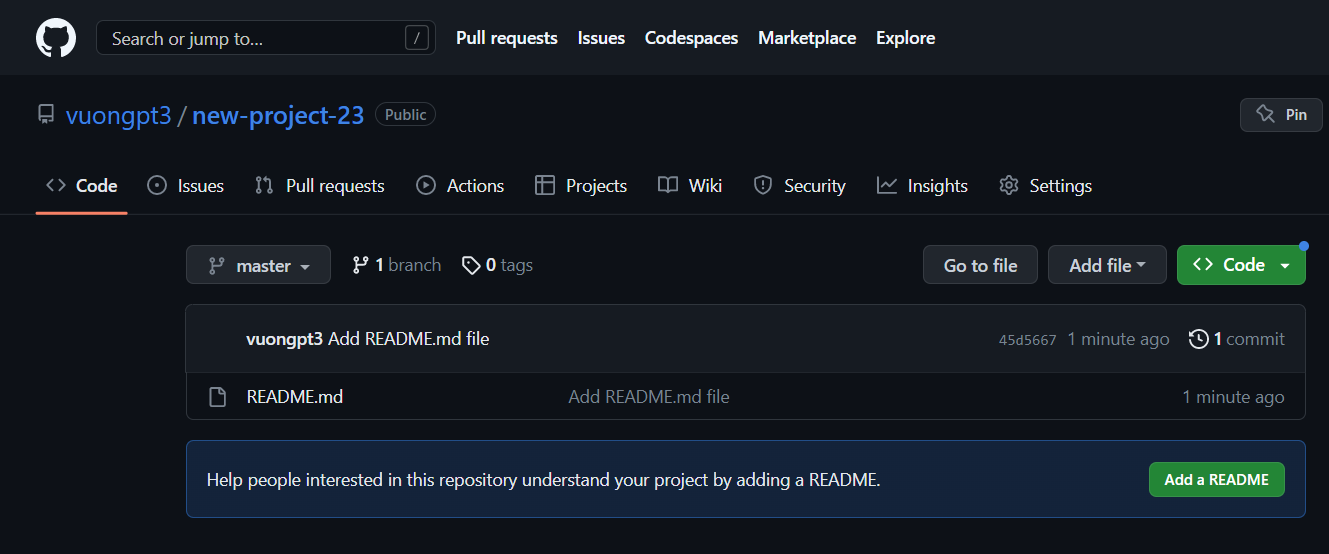 Search or jump to... / Pull requests Issues Codespaces Marketplace Explore
vuongpt3 / new-project-23 Public Pin
Code Issues Pull requests Actions Projects Wiki Security Insights Settings
master 1 branch 0 tags Go to file Add file Code
vuongpt3 Add README.md file 45d5667 1 minute ago 1 commit
README.md Add README.md file 1 minute ago
Help people interested in this repository understand your project by adding a README. Add a README